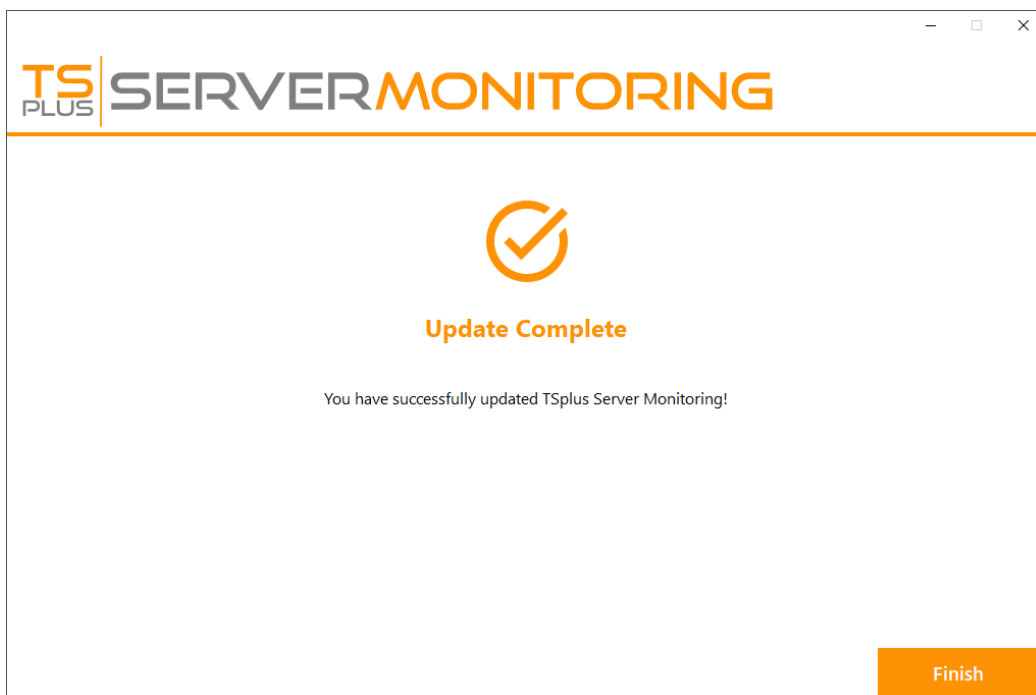 TS PLUS SERVERMONITORING
Update Complete
You have successfully updated TSplus Server Monitoring!
Finish